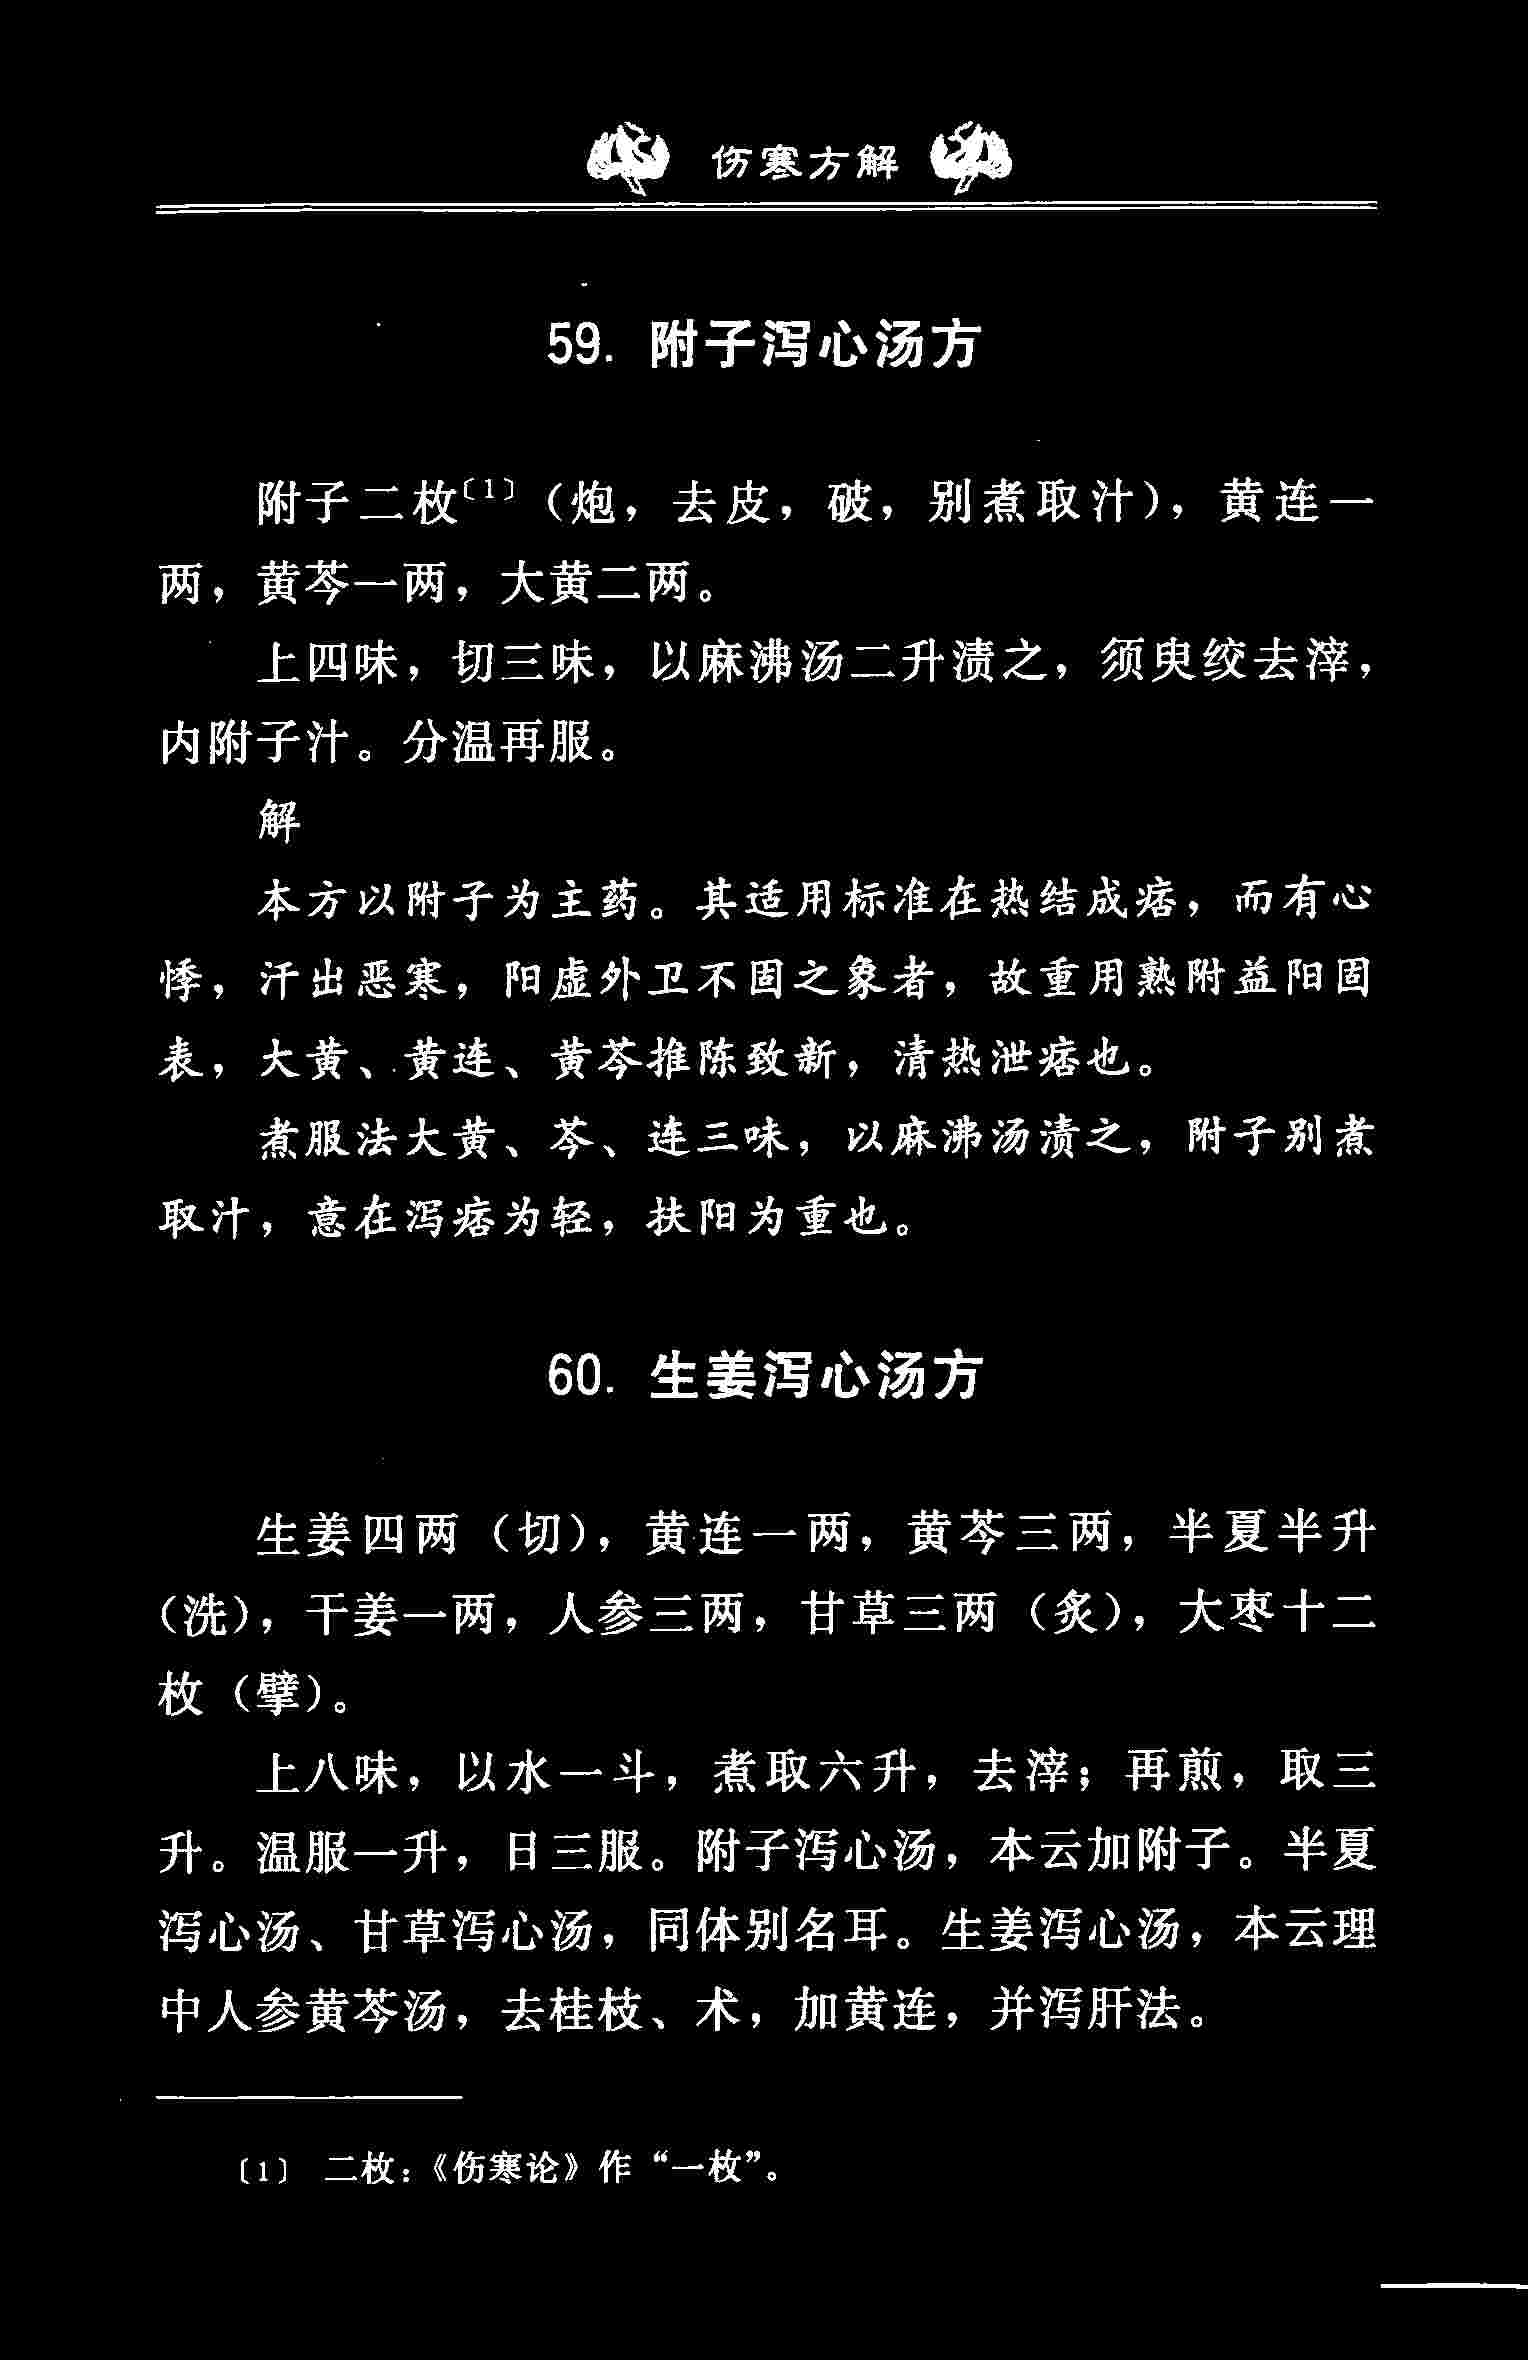 伤寒方解
59. 附子泻心汤方
附子二枚〔1〕（炮，去皮，破，别煮取汁），黄连一
两，黄芩一两，大黄二两。
上四味，切三味，以麻沸汤二升渍之，须臾绞去滓，
内附子汁。分温再服。
解
本方以附子为主药。其适用标准在热结成痞，而有心
悸，汗出恶寒，阳虚外卫不固之象者，故重用熟附益阳固
表，大黄、黄连、黄芩推陈致新，清热泄痞也。
煮服法大黄、芩、连三味，以麻沸汤渍之，附子别煮
取汁，意在泻痞为轻，扶阳为重也。
60. 生姜泻心汤方
生姜四两（切），黄连一两，黄芩三两，半夏半升
（洗），干姜一两，人参三两，甘草三两（炙），大枣十二
枚（擘）。
上八味，以水一斗，煮取六升，去滓；再煎，取三
升。温服一升，日三服。附子泻心汤，本云加附子。半夏
泻心汤、甘草泻心汤，同体别名耳。生姜泻心汤，本云理
中人参黄芩汤，去桂枝、术，加黄连，并泻肝法。
〔1〕 二枚：《伤寒论》作“一枚”。